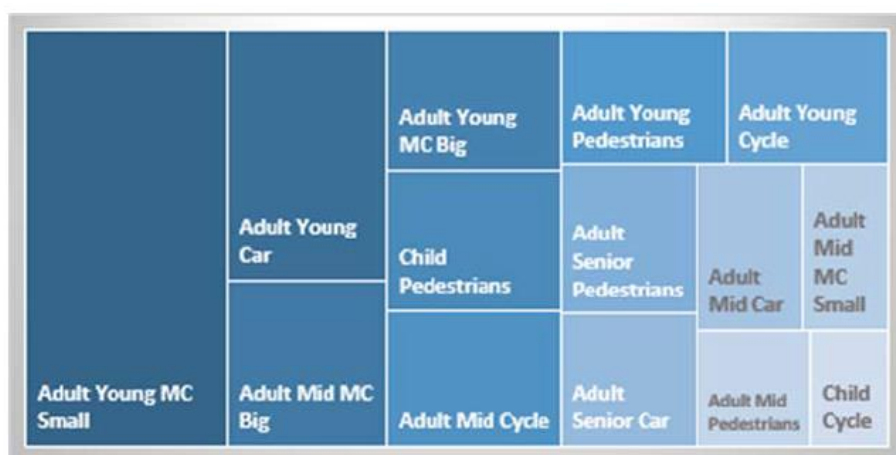 Adult Young MC
Small
Adult Young
Car
Adult Mid MC
Big
Adult Young
MC Big
Child
Pedestrians
Adult Mid Cycle
Adult Young
Pedestrians
Adult Young
Cycle
Adult
Senior
Pedestrians
Adult
Senior Car
Adult
Mid Car
Adult
Mid
MC
Small
Adult Mid
Pedestrians
Child
Cycle